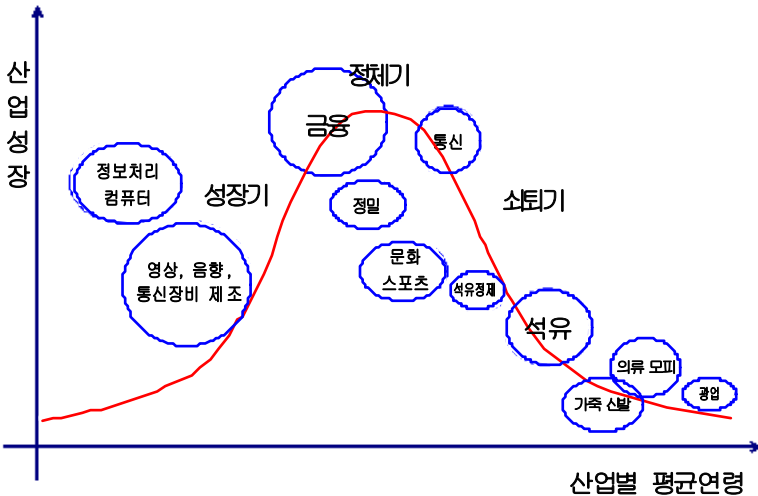 산업성장
정체기
금융
통신
정보처리
컴퓨터
성장기
정밀
쇠퇴기
문화
스포츠
영상, 음향,
통신장비 제조
석유정제
석유
의류 모피
가죽 신발
광업
산업별 평균연령